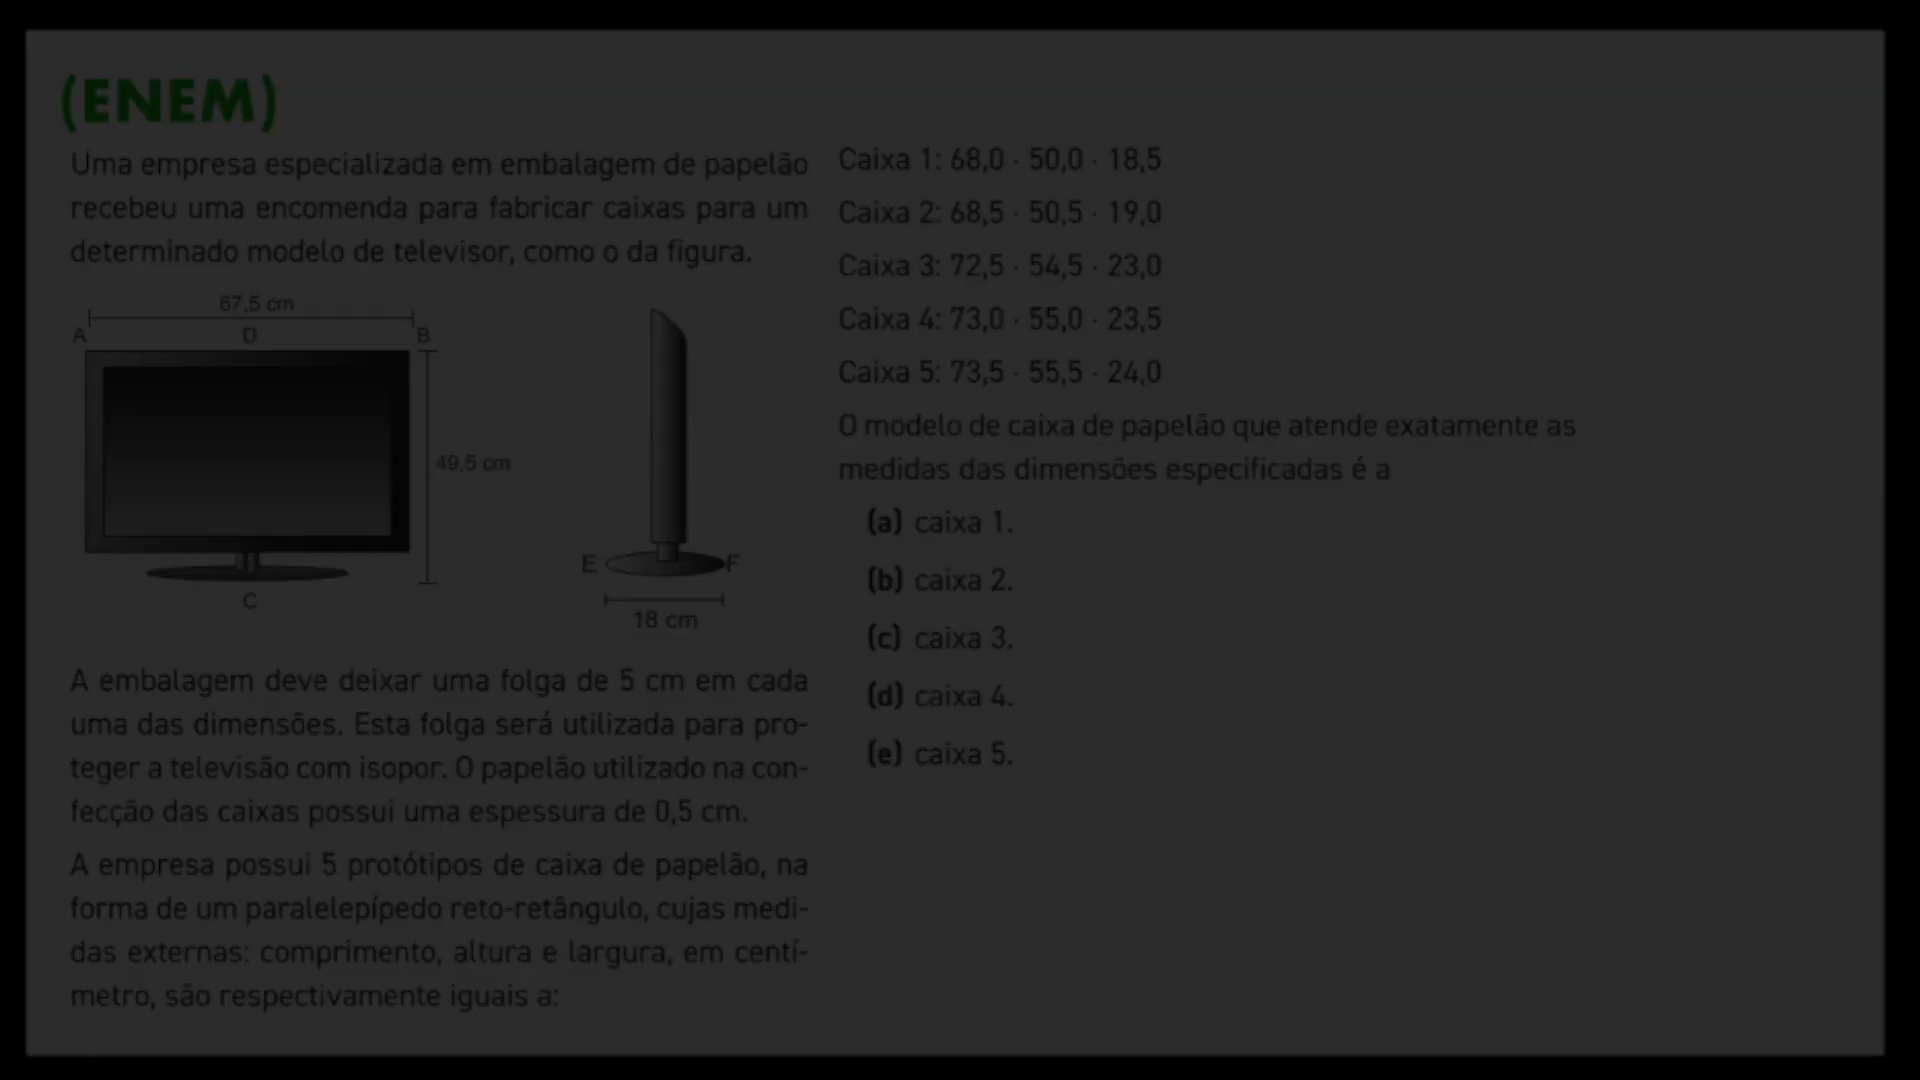 (ENEM)
Uma empresa especializada em embalagem de papelão
recebeu uma encomenda para fabricar caixas para um
determinado modelo de televisor, como o da figura.
67,5 cm
A
D
B
49,5 cm
C
E
F
18 cm
A embalagem deve deixar uma folga de 5 cm em cada
uma das dimensões. Esta folga será utilizada para pro-
teger a televisão com isopor. O papelão utilizado na con-
fecção das caixas possui uma espessura de 0,5 cm.
A empresa possui 5 protótipos de caixa de papelão, na
forma de um paralelepípedo reto-retângulo, cujas medi-
das externas: comprimento, altura e largura, em centí-
metro, são respectivamente iguais a:
Caixa 1: 68,0 · 50,0 · 18,5
Caixa 2: 68,5 · 50,5 · 19,0
Caixa 3: 72,5 · 54,5 · 23,0
Caixa 4: 73,0 · 55,0 · 23,5
Caixa 5: 73,5 · 55,5 · 24,0
O modelo de caixa de papelão que atende exatamente as
medidas das dimensões especificadas é a
(a) caixa 1.
(b) caixa 2.
(c) caixa 3.
(d) caixa 4.
(e) caixa 5.